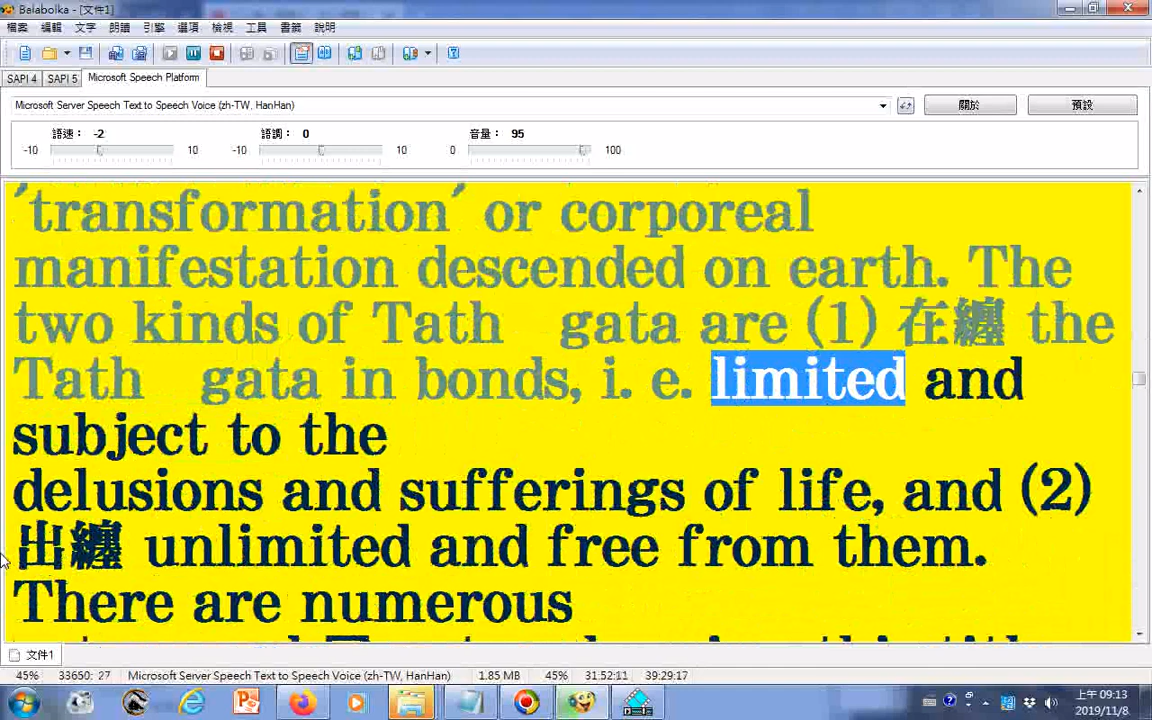 Balabolka - [文件1]
檔案 編輯 文字 朗讀 引擎 選項 檢視 工具 書籤 說明
SAPI 4 SAPI 5 Microsoft Speech Platform
Microsoft Server Speech Text to Speech Voice (zh-TW, HanHan) 關於 預設
語速： -2 語調： 0 音量： 95
-10 10 -10 10 0 100
'transformation' or corporeal
manifestation descended on earth. The
two kinds of Tath gata are (1) 在纏 the
Tath gata in bonds, i. e. limited and
subject to the
delusions and sufferings of life, and (2)
出纏 unlimited and free from them.
There are numerous
文件1
45% 33650: 27 Microsoft Server Speech Text to Speech Voice (zh-TW, HanHan) 1.85 MB 45% 31:52:11 39:29:17
上午 09:13
2019/11/8